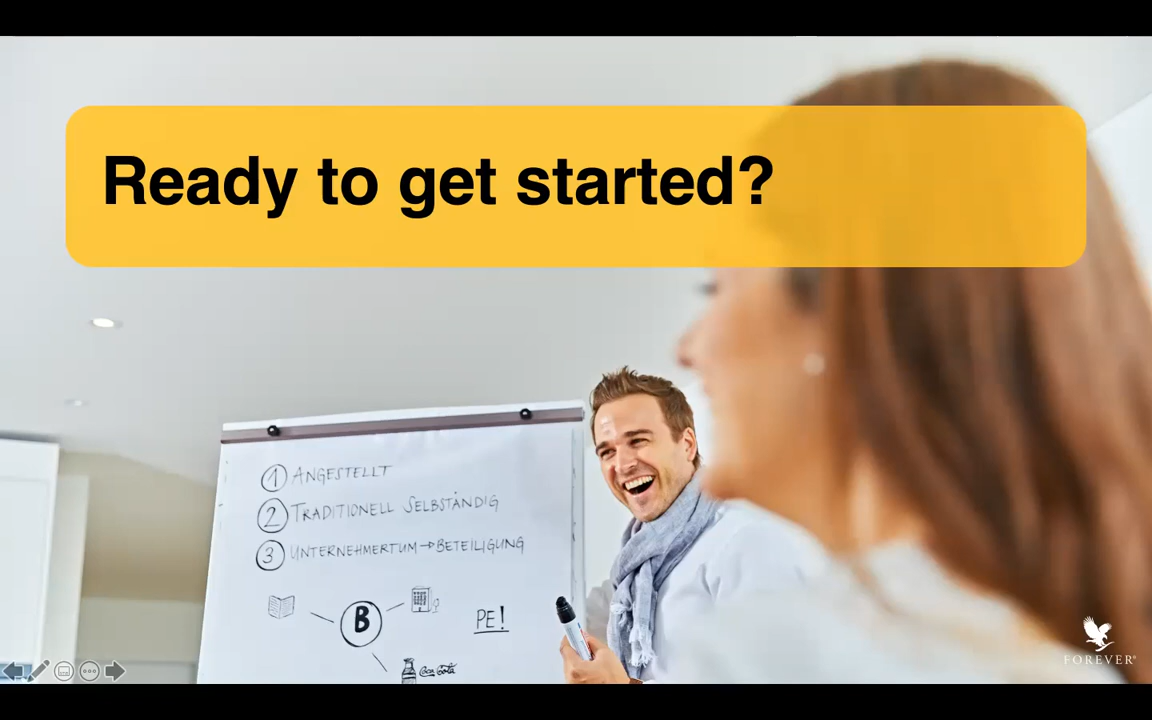 Ready to get started?
1 ANGESTELLT
2 TRADITIONELL SELBSTÄNDIG
3 UNTERNEHMERTUM→BETEILIGUNG
B
PE!
Coca Cola
FOREVER®